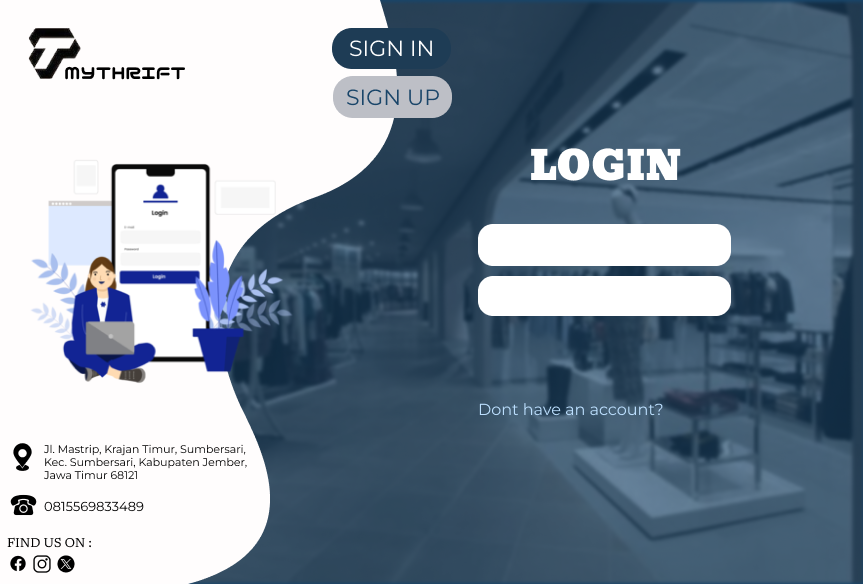 MYTHRIFT
SIGN IN
SIGN UP
LOGIN
Login
E-mail
Password
Login
Dont have an account?
Jl. Mastrip, Krajan Timur, Sumbersari,
Kec. Sumbersari, Kabupaten Jember,
Jawa Timur 68121
0815569833489
FIND US ON :